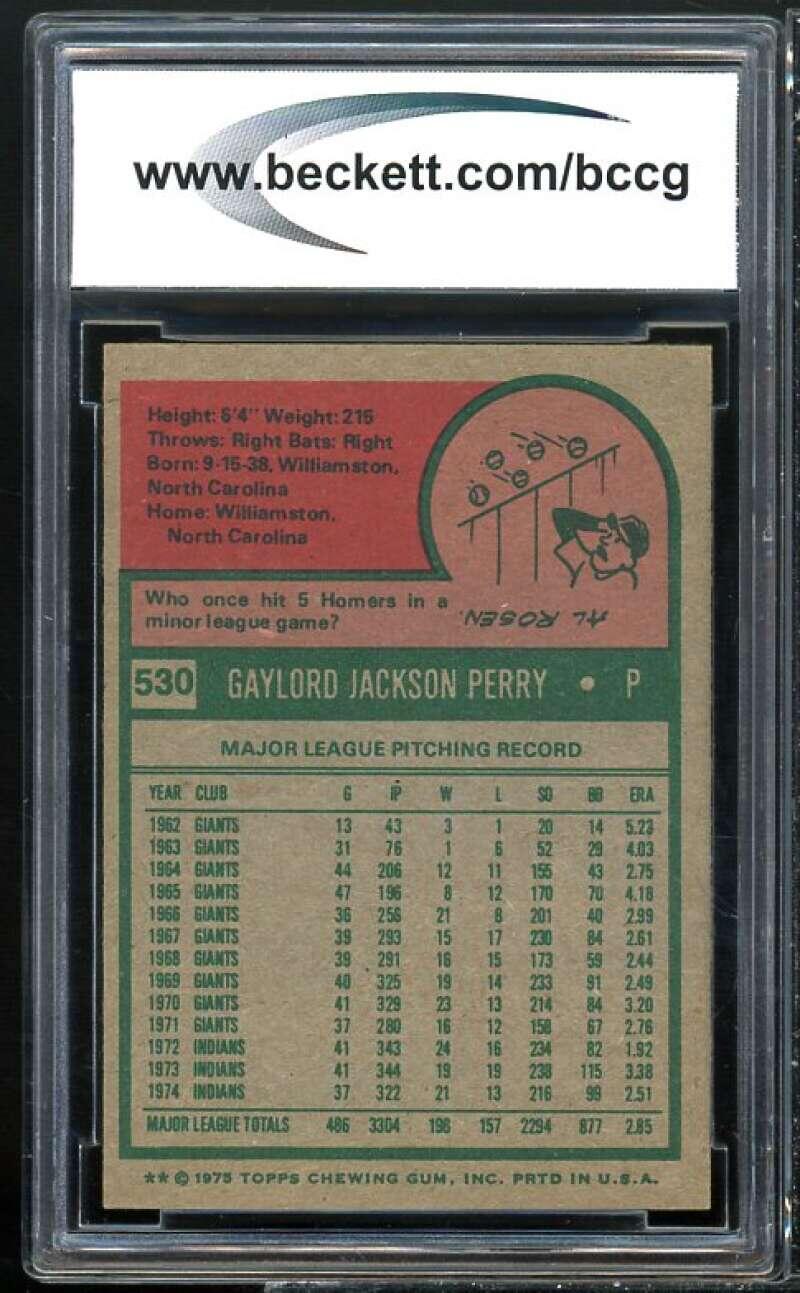 www.beckett.com/bccg
Height: 6'4" Weight: 215
Throws: Right Bats: Right
Born: 9-15-38, Williamston,
North Carolina
Home: Williamston,
North Carolina
Who once hit 5 Homers in a
minor league game?
AL ROSEN.
530 GAYLORD JACKSON PERRY • P
MAJOR LEAGUE PITCHING RECORD
YEAR CLUB G IP W L SO BB ERA
1962 GIANTS 13 43 3 1 20 14 5.23
1963 GIANTS 31 76 1 6 52 29 4.03
1964 GIANTS 44 206 12 11 155 43 2.75
1965 GIANTS 47 196 8 12 170 70 4.18
1966 GIANTS 36 256 21 8 201 40 2.99
1967 GIANTS 39 293 15 17 230 84 2.61
1968 GIANTS 39 291 16 15 173 59 2.44
1969 GIANTS 40 325 19 14 233 91 2.49
1970 GIANTS 41 329 23 13 214 84 3.20
1971 GIANTS 37 280 16 12 158 67 2.76
1972 INDIANS 41 343 24 16 234 82 1.92
1973 INDIANS 41 344 19 19 238 115 3.38
1974 INDIANS 37 322 21 13 216 99 2.51
MAJOR LEAGUE TOTALS 486 3304 198 157 2294 877 2.85
** © 1975 TOPPS CHEWING GUM, INC. PRTD IN U.S.A.